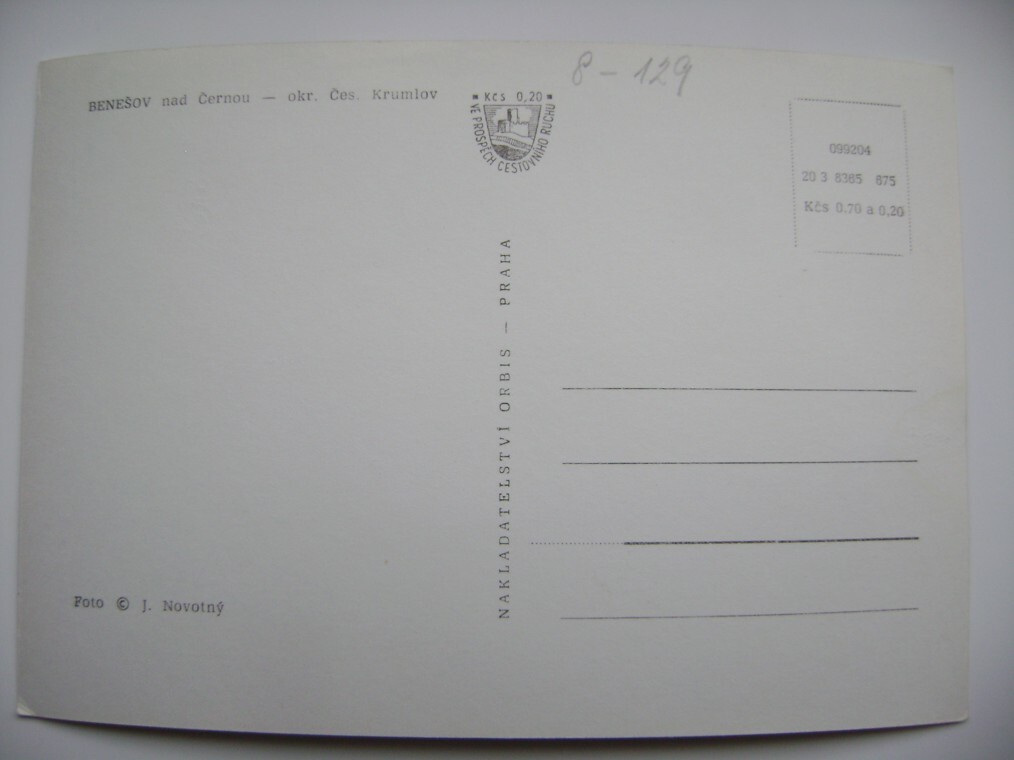 8 - 129
BENEŠOV nad Černou — okr. Čes. Krumlov
* Kčs 0,20 *
VE PROSPĚCH CESTOVNÍHO RUCHU
099204
20 3 8365 675
Kčs 0.70 a 0,20
NAKLADATELSTVÍ ORBIS — PRAHA
Foto © J. Novotný